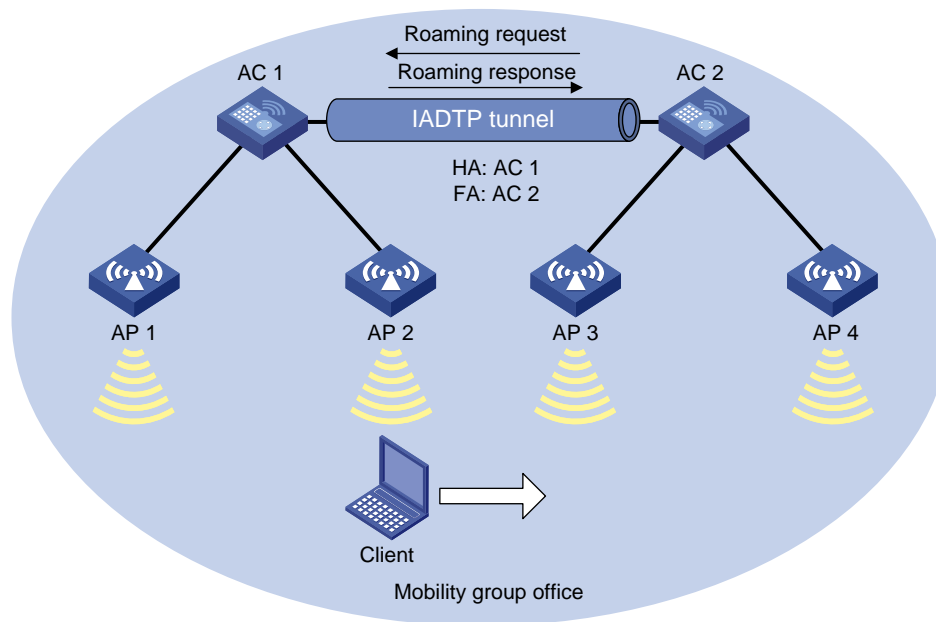 Roaming request
AC 1
Roaming response
AC 2
IADTP tunnel
HA: AC 1
FA: AC 2
AP 1
AP 2
AP 3
AP 4
Client
Mobility group office